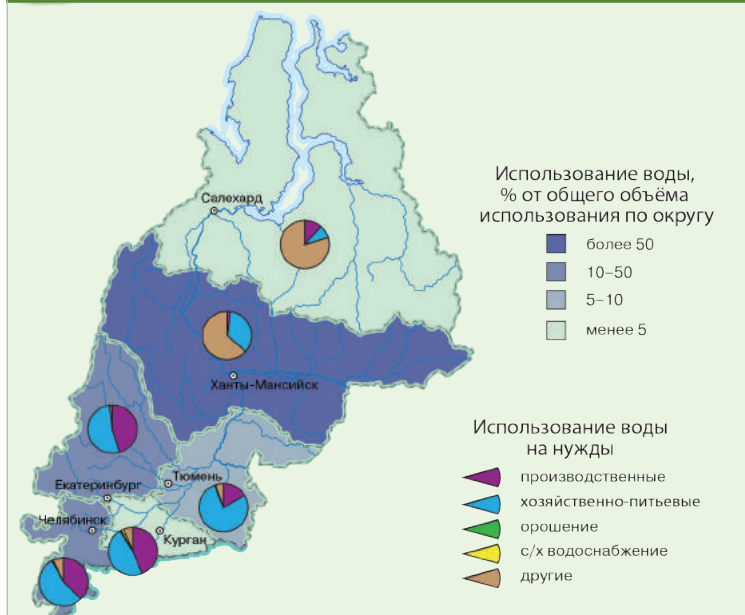 Салехард
Ханты-Мансийск
Екатеринбург
Тюмень
Челябинск
Курган
Использование воды,
% от общего объёма
использования по округу
более 50
10–50
5–10
менее 5
Использование воды
на нужды
производственные
хозяйственно-питьевые
орошение
с/х водоснабжение
другие